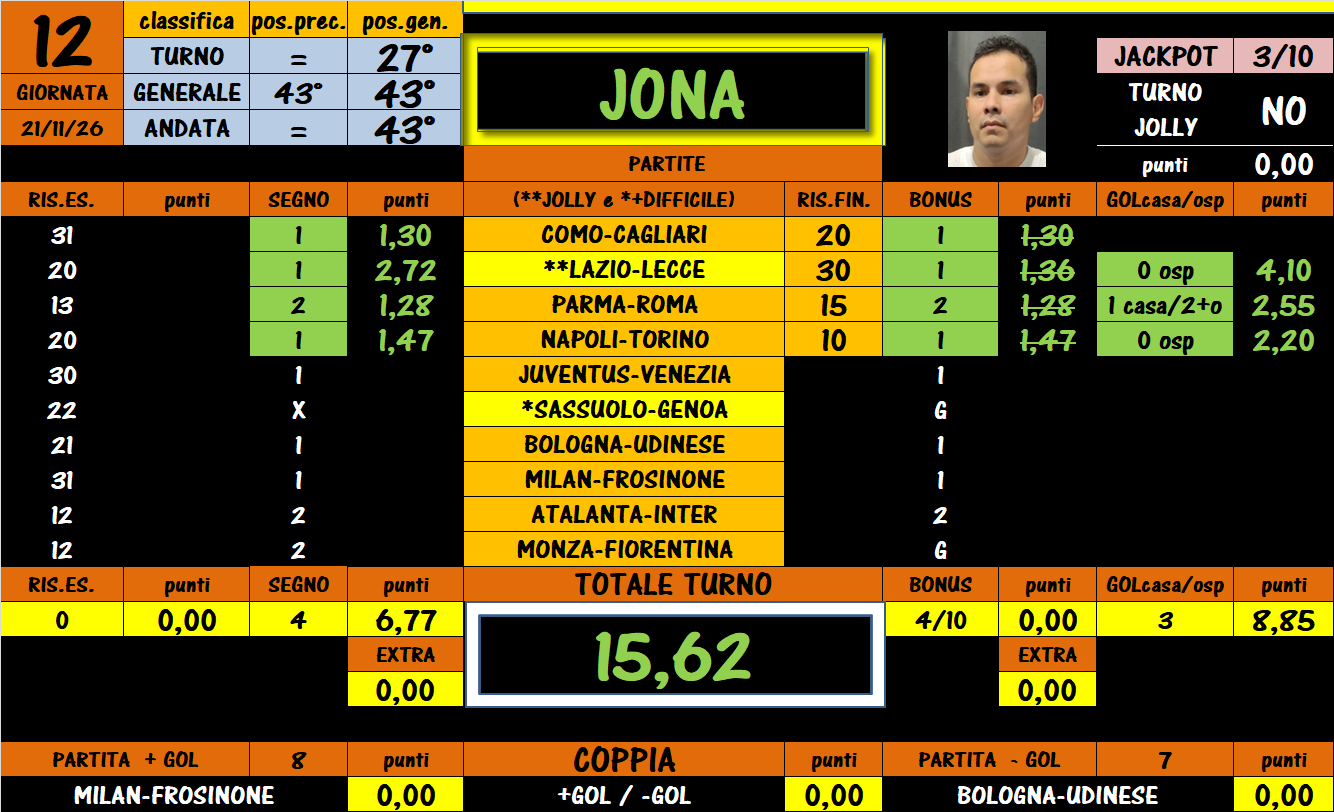 12 classifica pos.prec. pos.gen.
TURNO = 27°
GIORNATA GENERALE 43° 43°
21/11/26 ANDATA = 43°
JONA
JACKPOT 3/10
TURNO
JOLLY
NO
PARTITE
punti 0,00
RIS.ES. punti SEGNO punti (**JOLLY e *+DIFFICILE) RIS.FIN. BONUS punti GOLcasa/osp punti
31 1 1,30 COMO-CAGLIARI 20 1 1,30
20 1 2,72 **LAZIO-LECCE 30 1 1,36 0 osp 4,10
13 2 1,28 PARMA-ROMA 15 2 1,28 1 casa/2+o 2,55
20 1 1,47 NAPOLI-TORINO 10 1 1,47 0 osp 2,20
30 1 JUVENTUS-VENEZIA 1
22 X *SASSUOLO-GENOA G
21 1 BOLOGNA-UDINESE 1
31 1 MILAN-FROSINONE 1
12 2 ATALANTA-INTER 2
12 2 MONZA-FIORENTINA G
RIS.ES. punti SEGNO punti TOTALE TURNO BONUS punti GOLcasa/osp punti
0 0,00 4 6,77 15,62 4/10 0,00 3 8,85
EXTRA EXTRA
0,00 0,00
PARTITA + GOL 8 punti COPPIA punti PARTITA - GOL 7 punti
MILAN-FROSINONE 0,00 +GOL / -GOL 0,00 BOLOGNA-UDINESE 0,00